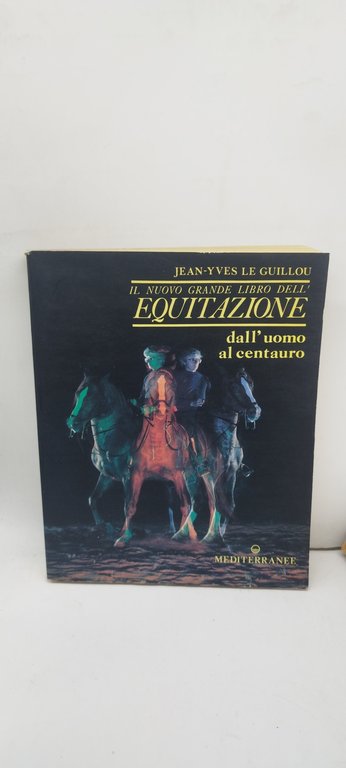 JEAN-YVES LE GUILLOU
IL NUOVO GRANDE LIBRO DELL'
EQUITAZIONE
dall'uomo
al centauro
MEDITERRANEE